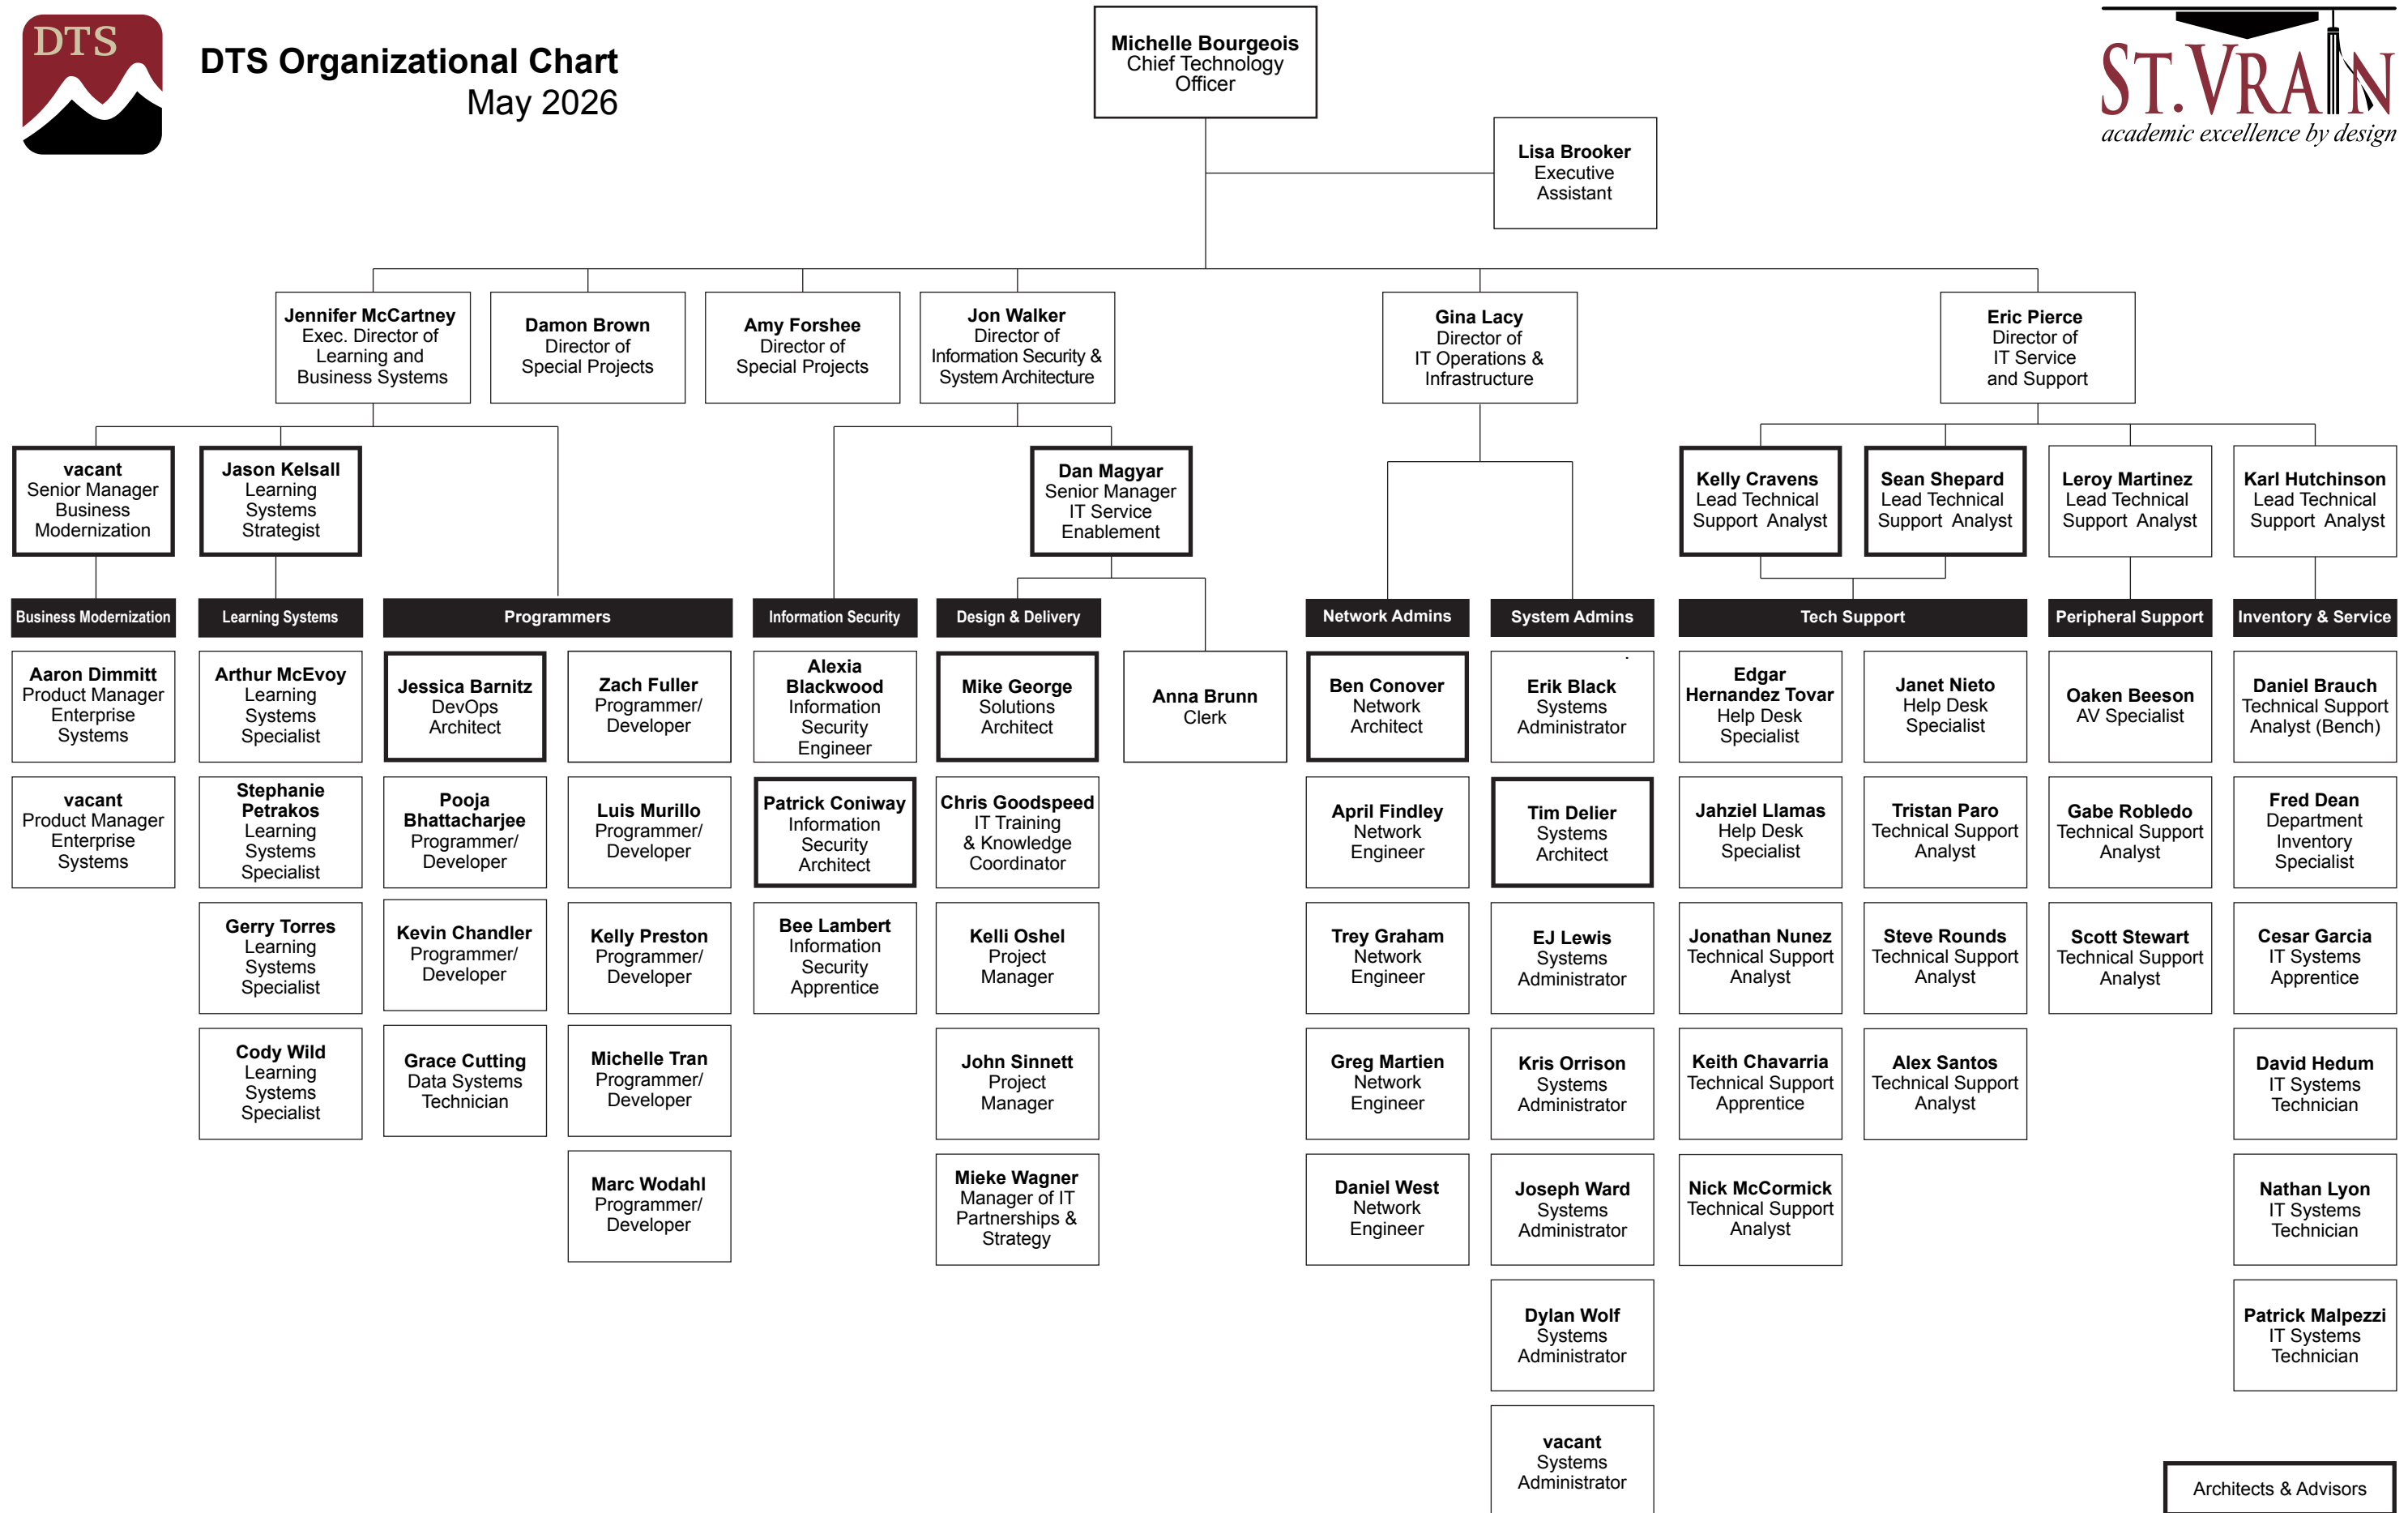 DTS
DTS Organizational Chart
May 2026
Michelle Bourgeois
Chief Technology
Officer
ST. VRAIN
academic excellence by design
Lisa Brooker
Executive
Assistant
Jennifer McCartney
Exec. Director of
Learning and
Business Systems
Damon Brown
Director of
Special Projects
Amy Forshee
Director of
Special Projects
Jon Walker
Director of
Information Security &
System Architecture
Gina Lacy
Director of
IT Operations &
Infrastructure
Eric Pierce
Director of
IT Service
and Support
vacant
Senior Manager
Business
Modernization
Jason Kelsall
Learning
Systems
Strategist
Dan Magyar
Senior Manager
IT Service
Enablement
Kelly Cravens
Lead Technical
Support Analyst
Sean Shepard
Lead Technical
Support Analyst
Leroy Martinez
Lead Technical
Support Analyst
Karl Hutchinson
Lead Technical
Support Analyst
Business Modernization
Aaron Dimmitt
Product Manager
Enterprise
Systems
vacant
Product Manager
Enterprise
Systems
Learning Systems
Arthur McEvoy
Learning
Systems
Specialist
Stephanie
Petrakos
Learning
Systems
Specialist
Gerry Torres
Learning
Systems
Specialist
Cody Wild
Learning
Systems
Specialist
Programmers
Jessica Barnitz
DevOps
Architect
Pooja
Bhattacharjee
Programmer/
Developer
Kevin Chandler
Programmer/
Developer
Grace Cutting
Data Systems
Technician
Zach Fuller
Programmer/
Developer
Luis Murillo
Programmer/
Developer
Kelly Preston
Programmer/
Developer
Michelle Tran
Programmer/
Developer
Marc Wodahl
Programmer/
Developer
Information Security
Alexia
Blackwood
Information
Security
Engineer
Patrick Coniway
Information
Security
Architect
Bee Lambert
Information
Security
Apprentice
Design & Delivery
Mike George
Solutions
Architect
Chris Goodspeed
IT Training
& Knowledge
Coordinator
Kelli Oshel
Project
Manager
John Sinnett
Project
Manager
Mieke Wagner
Manager of IT
Partnerships &
Strategy
Anna Brunn
Clerk
Network Admins
Ben Conover
Network
Architect
April Findley
Network
Engineer
Trey Graham
Network
Engineer
Greg Martien
Network
Engineer
Daniel West
Network
Engineer
System Admins
Erik Black
Systems
Administrator
Tim Delier
Systems
Architect
EJ Lewis
Systems
Administrator
Kris Orrison
Systems
Administrator
Joseph Ward
Systems
Administrator
Dylan Wolf
Systems
Administrator
vacant
Systems
Administrator
Tech Support
Edgar
Hernandez Tovar
Help Desk
Specialist
Jahziel Llamas
Help Desk
Specialist
Jonathan Nunez
Technical Support
Analyst
Keith Chavarria
Technical Support
Apprentice
Nick McCormick
Technical Support
Analyst
Janet Nieto
Help Desk
Specialist
Tristan Paro
Technical Support
Analyst
Steve Rounds
Technical Support
Analyst
Alex Santos
Technical Support
Analyst
Peripheral Support
Oaken Beeson
AV Specialist
Gabe Robledo
Technical Support
Analyst
Scott Stewart
Technical Support
Analyst
Inventory & Service
Daniel Brauch
Technical Support
Analyst (Bench)
Fred Dean
Department
Inventory
Specialist
Cesar Garcia
IT Systems
Apprentice
David Hedum
IT Systems
Technician
Nathan Lyon
IT Systems
Technician
Patrick Malpezzi
IT Systems
Technician
Architects & Advisors